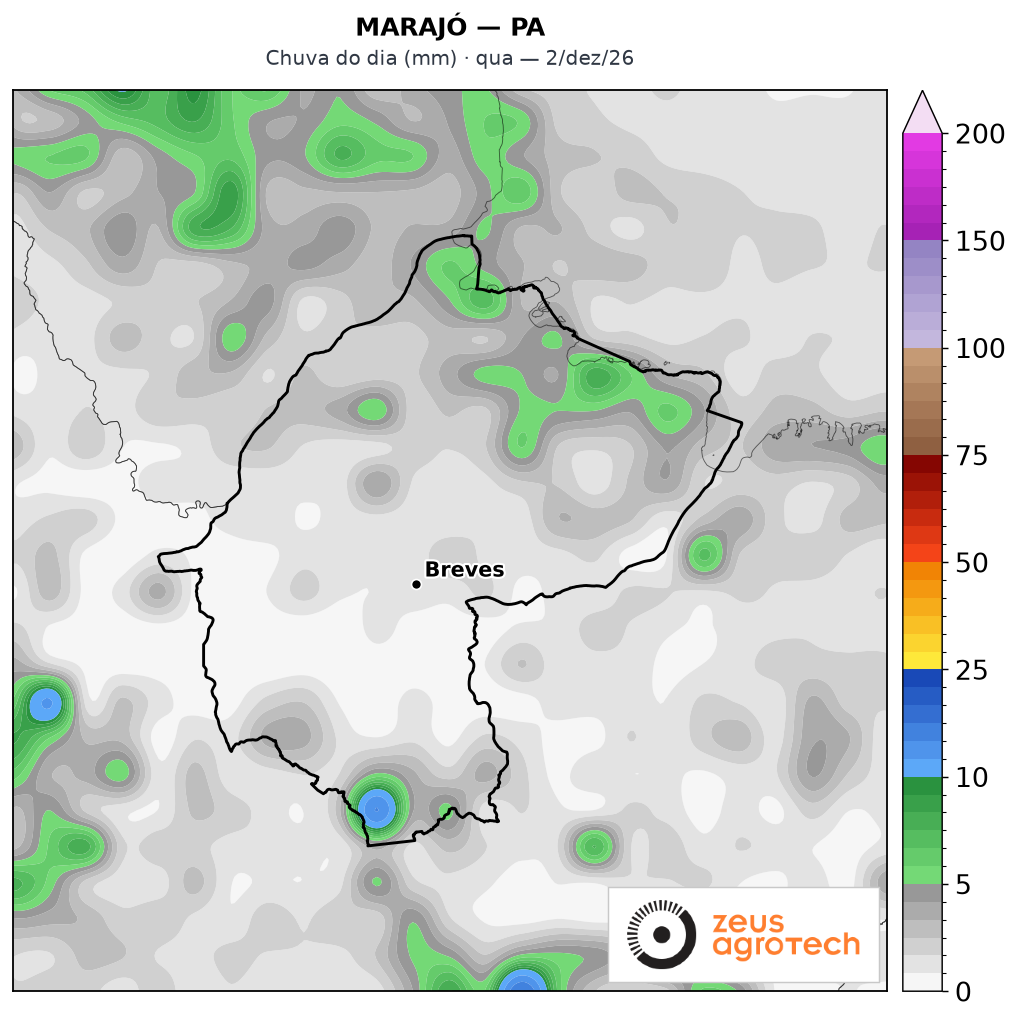 MARAJÓ — PA
Chuva do dia (mm) · qua — 2/dez/26
200
150
100
75
50
25
10
5
0
Breves
zeus
agrotech